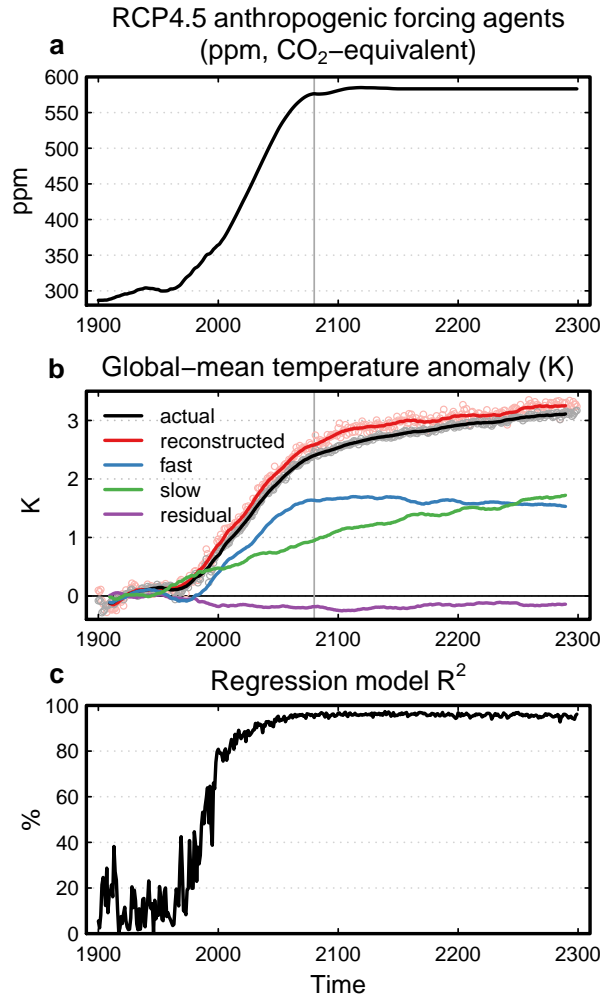 RCP4.5 anthropogenic forcing agents
(ppm, CO₂−equivalent)
a
600
550
500
450
400
350
300
ppm
1900 2000 2100 2200 2300
b Global−mean temperature anomaly (K)
3
2
1
0
K
actual
reconstructed
fast
slow
residual
1900 2000 2100 2200 2300
c Regression model R²
100
80
60
40
20
0
%
1900 2000 2100 2200 2300
Time